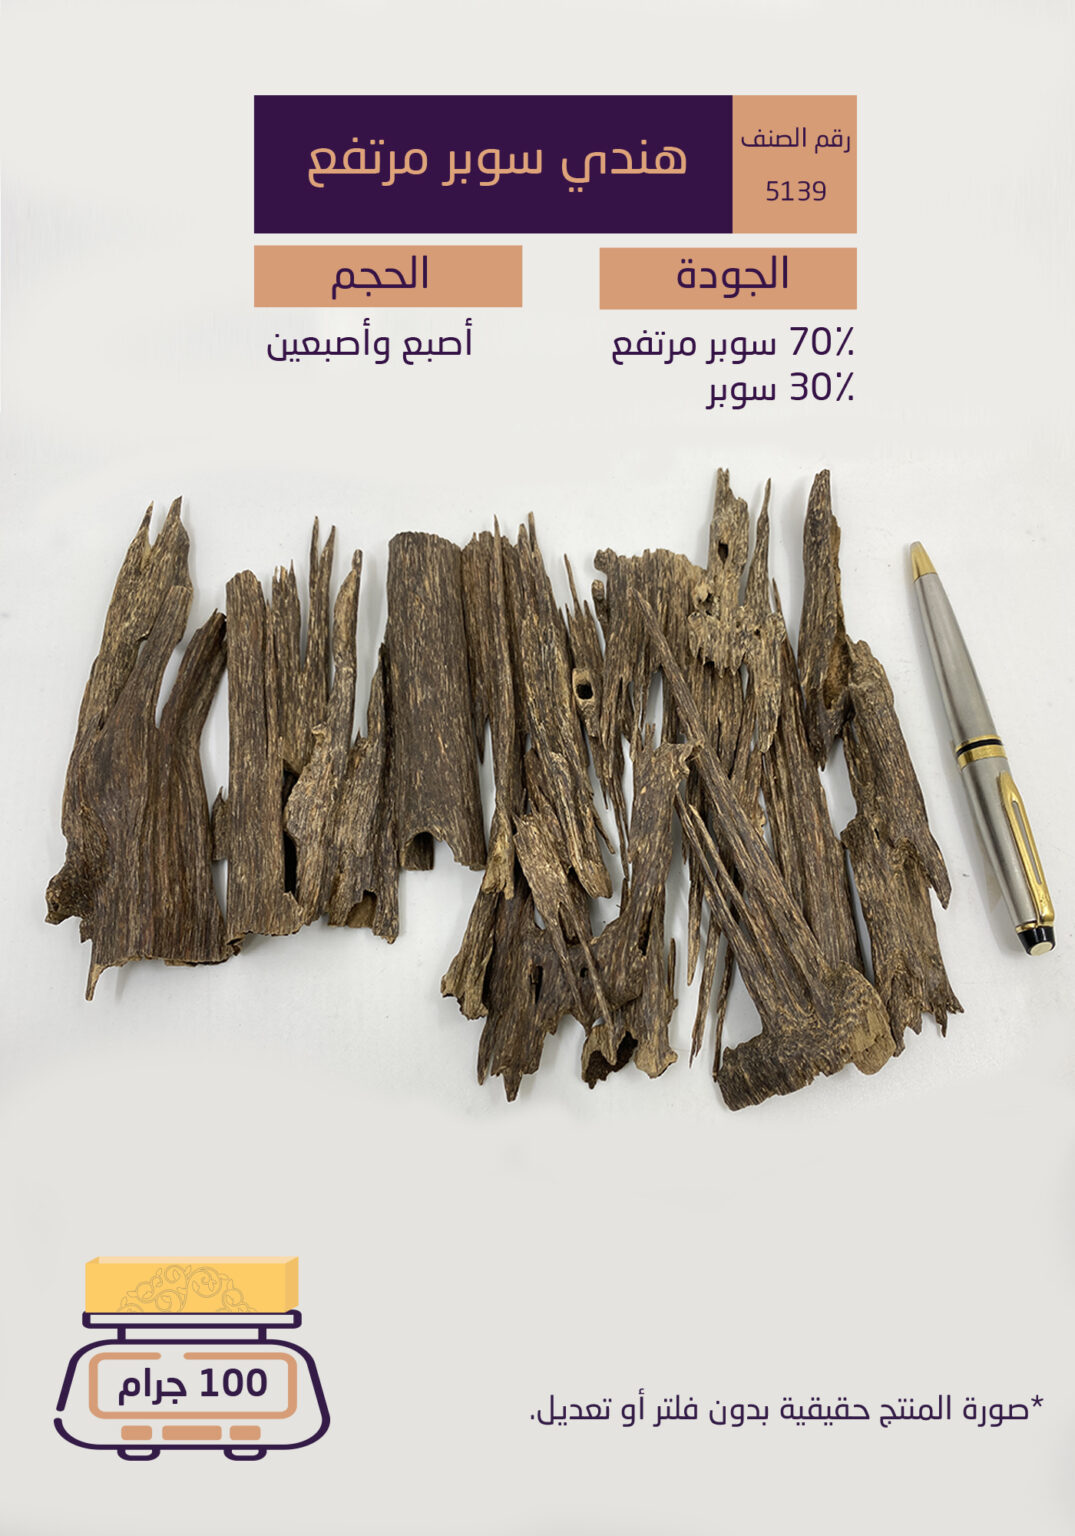 رقم الصنف
5139
هندي سوبر مرتفع
الجودة
70٪ سوبر مرتفع
30٪ سوبر
الحجم
أصبع وأصبعين
100 جرام
*صورة المنتج حقيقية بدون فلتر أو تعديل.